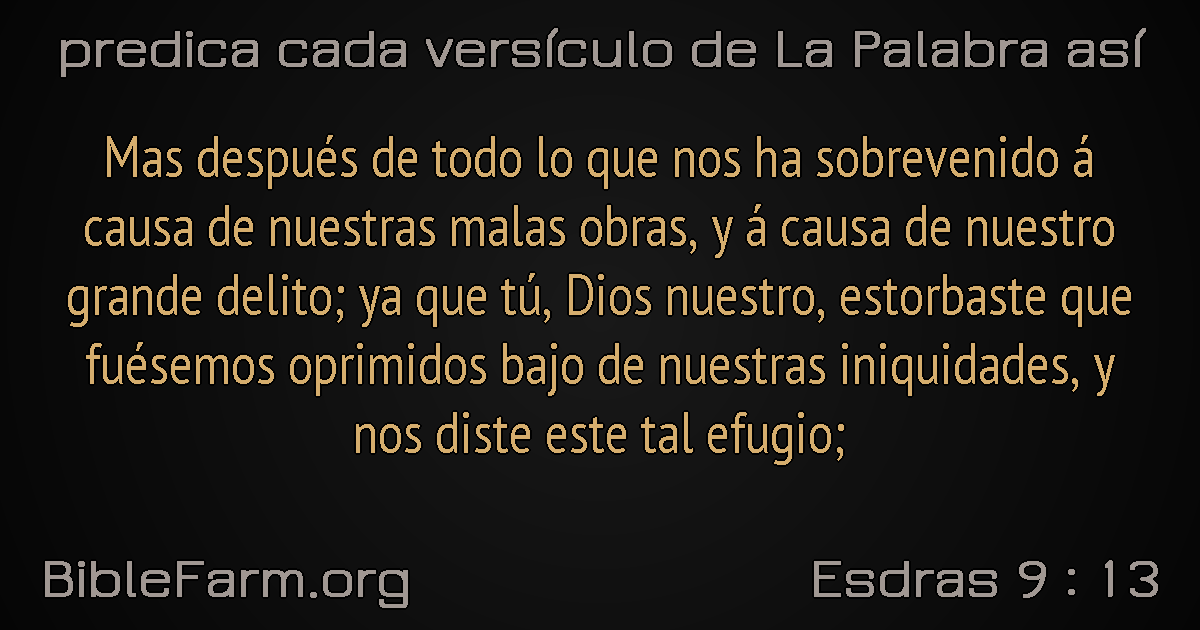 predica cada versículo de La Palabra así
Mas después de todo lo que nos ha sobrevenido á
causa de nuestras malas obras, y á causa de nuestro
grande delito; ya que tú, Dios nuestro, estorbaste que
fuésemos oprimidos bajo de nuestras iniquidades, y
nos diste este tal efugio;
BibleFarm.org
Esdras 9 : 13